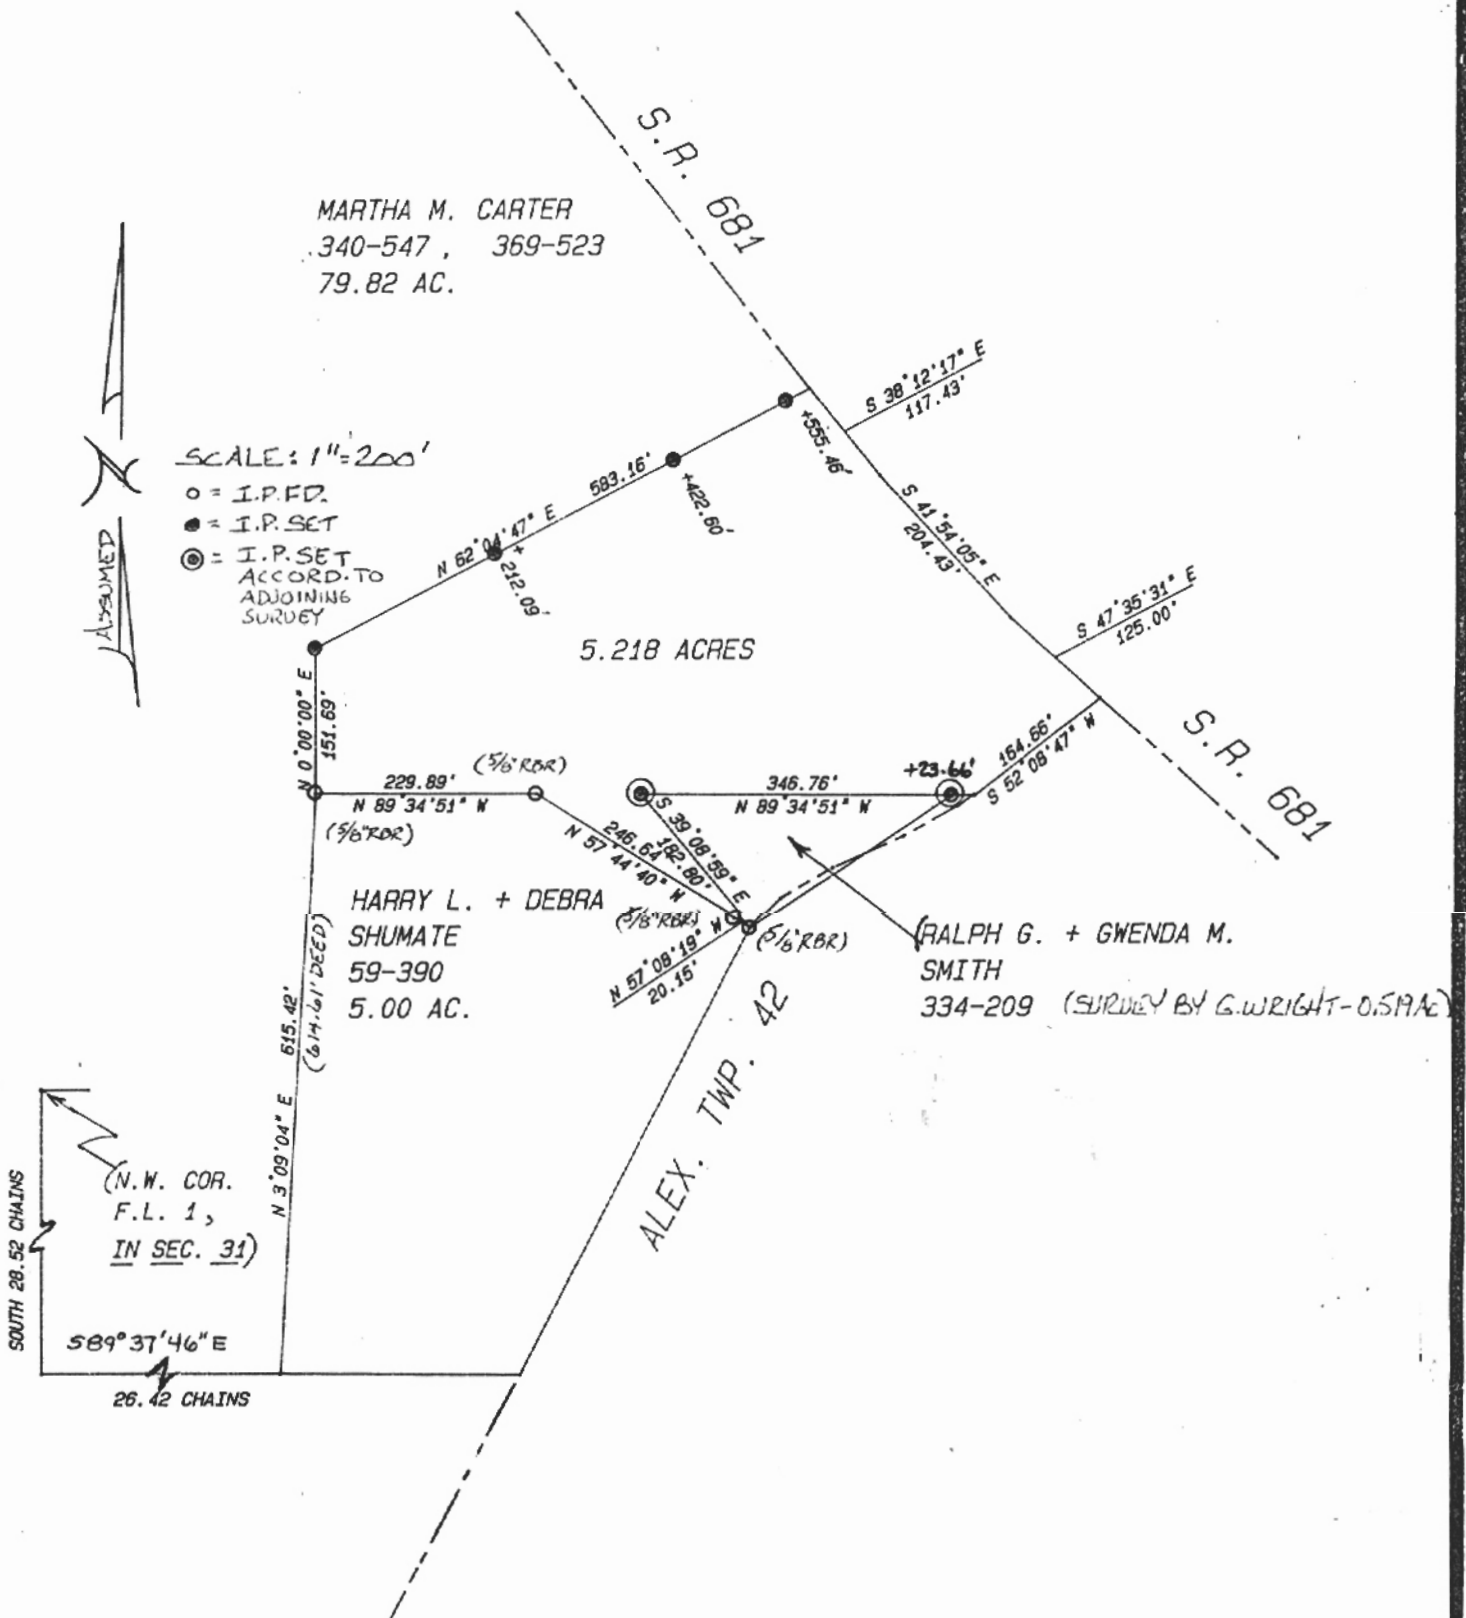 S.R. 681
MARTHA M. CARTER
340-547 , 369-523
79.82 AC.
S 38°12'17" E
117.43'
SCALE: 1"=200'
o = I.P.FD.
● = I.P. SET
◉ = I.P. SET
ACCORD. TO
ADJOINING
SURVEY
ASSUMED
N
583.16'
N 62°04'47" E
+555.46'
+422.60'
+212.09'
S 41°54'05" E
204.43'
S 47°35'31" E
125.00'
5.218 ACRES
N 0°00'00" E
151.69'
S.R. 681
164.66'
S 52°08'47" W
(5/8"RBR)
229.89'
N 89°34'51" W
(5/8"RBR)
346.76'
N 89°34'51" W
+23.66'
S 39°08'59" E
182.80'
246.64'
N 57°44'40" W
HARRY L. + DEBRA
SHUMATE
59-390
5.00 AC.
(5/8"RBR)
(5/8"RBR)
N 57°08'19" W
20.15'
(RALPH G. + GWENDA M.
SMITH
334-209 (SURVEY BY G.WRIGHT-0.519AC)
615.42'
(614.61' DEED)
N 3°09'04" E
ALEX. TWP. 42
(N.W. COR.
F.L. 1,
IN SEC. 31)
SOUTH 28.52 CHAINS
S89°37'46"E
26.42 CHAINS